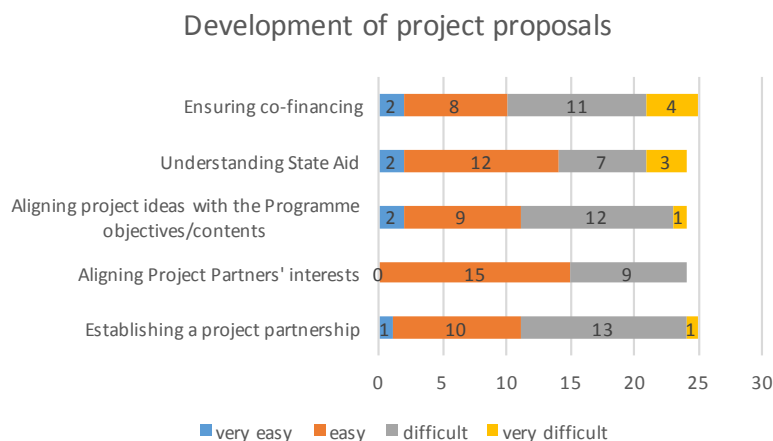 Development of project proposals
Ensuring co-financing
2 8 11 4
Understanding State Aid
2 12 7 3
Aligning project ideas with the Programme
objectives/contents
2 9 12 1
Aligning Project Partners' interests
0 15 9
Establishing a project partnership
1 10 13 1
0 5 10 15 20 25 30
very easy easy difficult very difficult